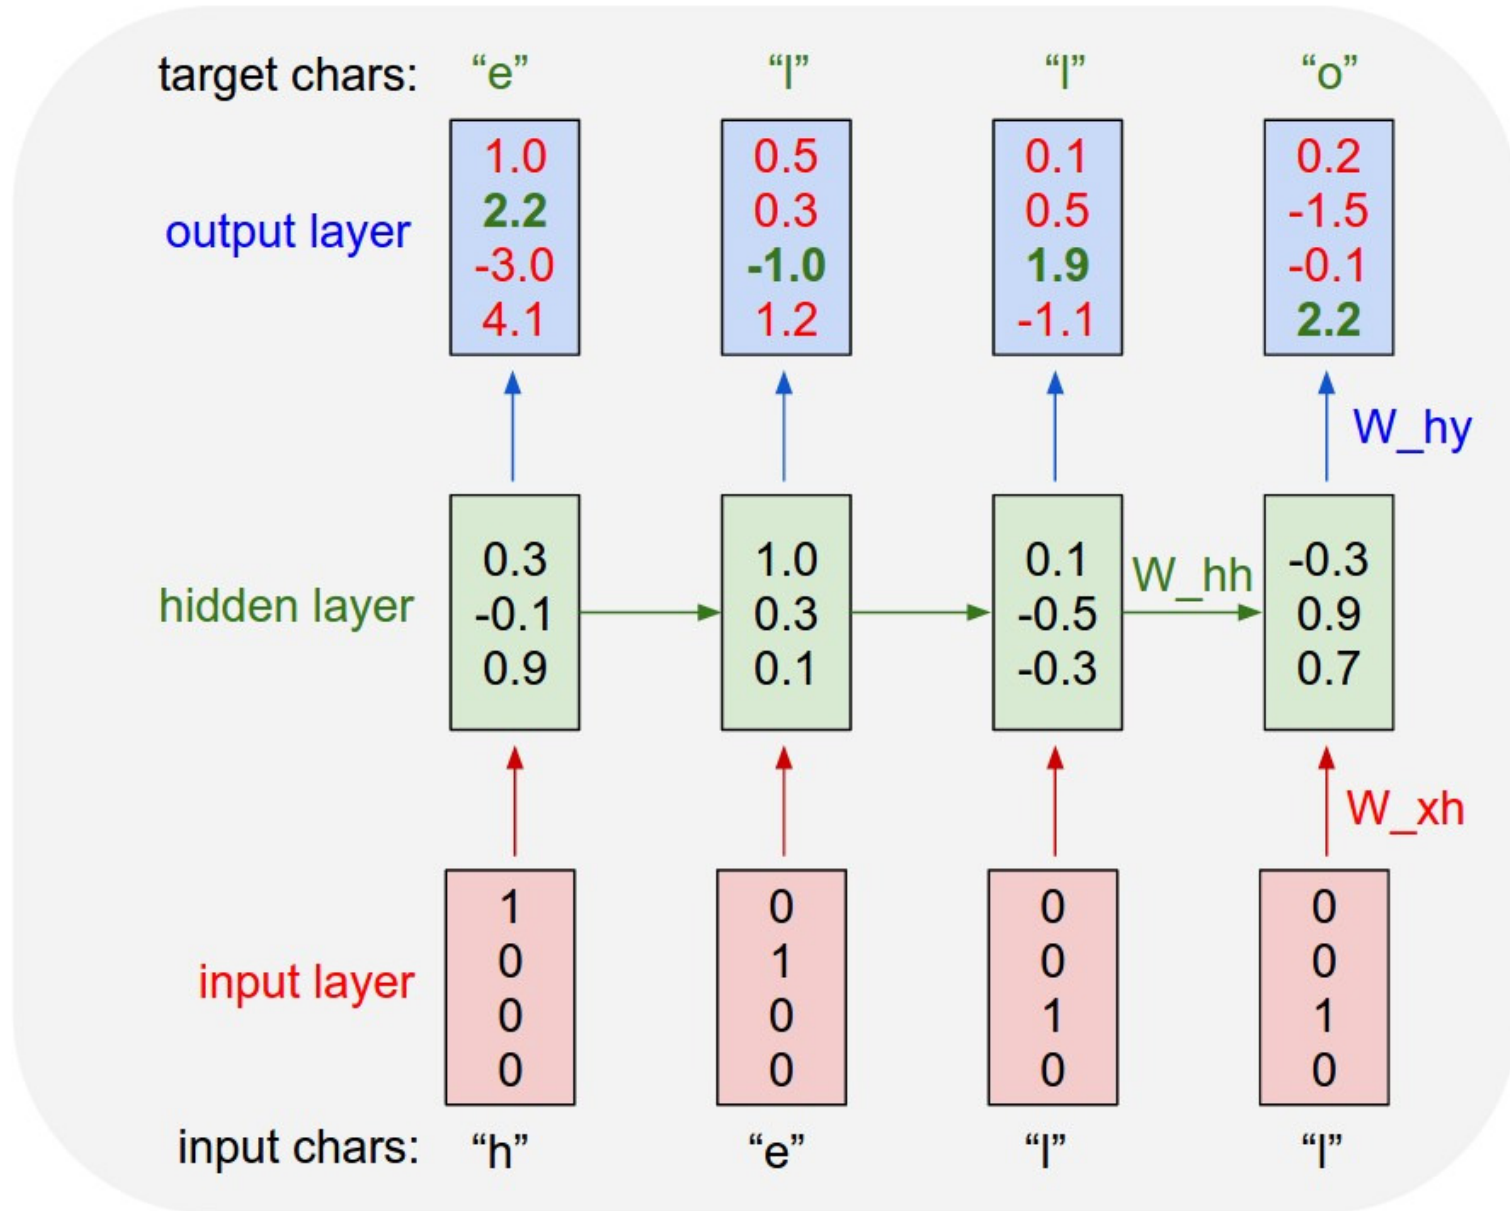 target chars: “e” “l” “l” “o”
1.0 0.5 0.1 0.2
output layer 2.2 0.3 0.5 -1.5
-3.0 -1.0 1.9 -0.1
4.1 1.2 -1.1 2.2
W_hy
0.3 1.0 0.1 W_hh -0.3
hidden layer -0.1 0.3 -0.5 0.9
0.9 0.1 -0.3 0.7
W_xh
1 0 0 0
0 1 0 0
input layer 0 0 1 1
0 0 0 0
input chars: “h” “e” “l” “l”